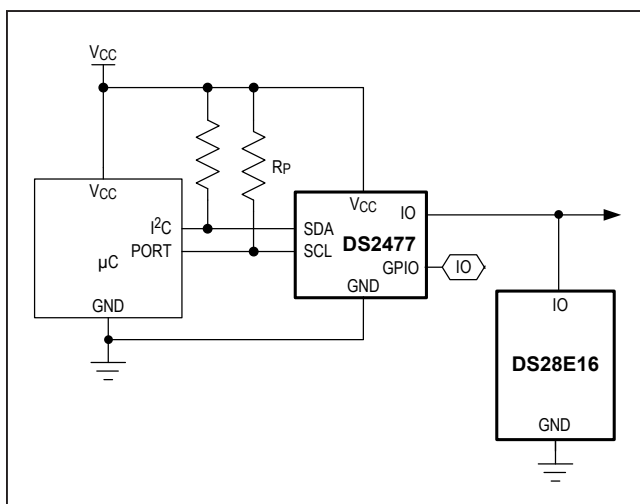 VCC
RP
VCC
I²C
PORT
µC
GND
VCC
IO
SDA
DS2477
SCL
GPIO
IO
GND
IO
DS28E16
GND